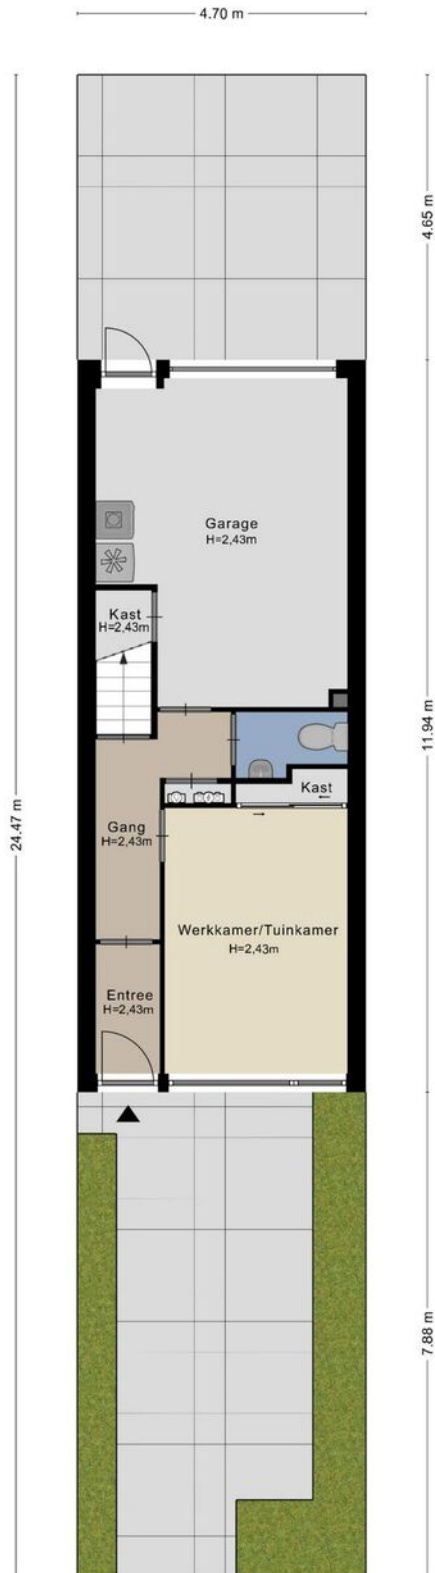 4.70 m
4.65 m
Garage
H=2,43m
Kast
H=2,43m
11.94 m
24.47 m
Kast
Gang
H=2,43m
Werkkamer/Tuinkamer
H=2,43m
Entree
H=2,43m
7.88 m